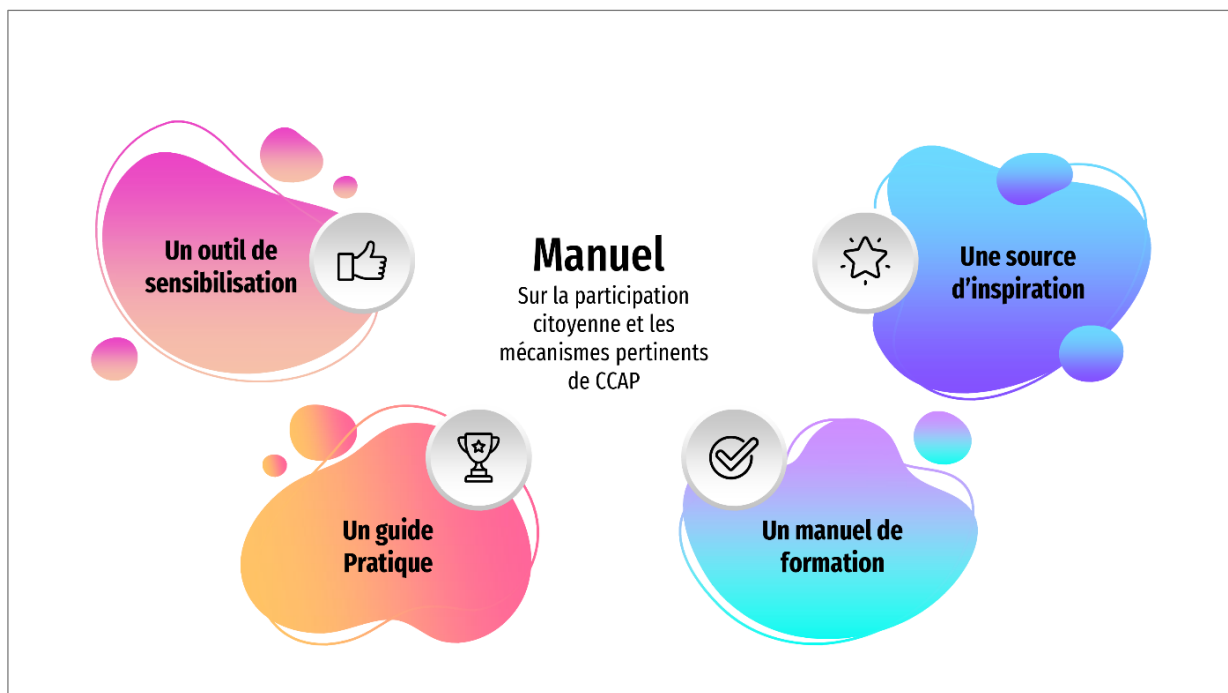 Un outil de
sensibilisation
Manuel
Sur la participation
citoyenne et les
mécanismes pertinents
de CCAP
Une source
d'inspiration
Un guide
Pratique
Un manuel de
formation